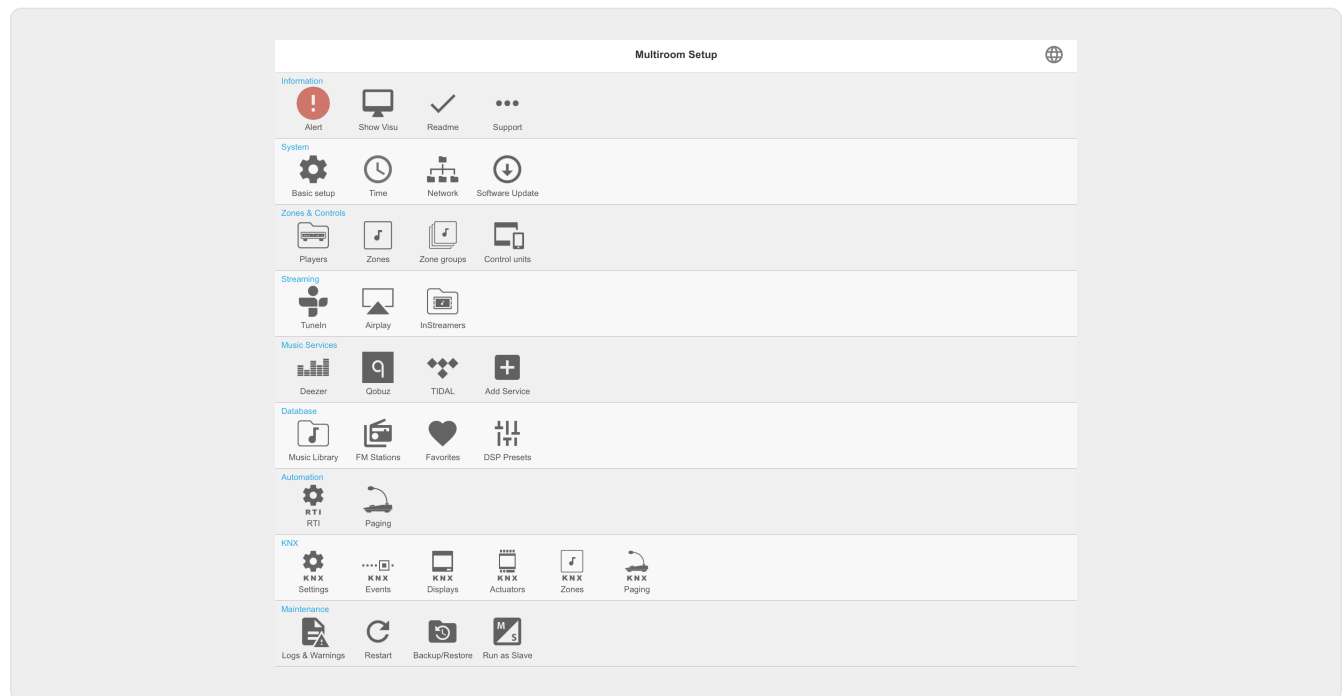 Multiroom Setup
Information
Alert Show Visu Readme Support
System
Basic setup Time Network Software Update
Zones & Controls
Players Zones Zone groups Control units
Streaming
TuneIn Airplay InStreamers
Music Services
Deezer Qobuz TIDAL Add Service
Database
Music Library FM Stations Favorites DSP Presets
Automation
RTI
RTI Paging
KNX
KNX KNX KNX KNX KNX KNX
Settings Events Displays Actuators Zones Paging
Maintenance
M S
Logs & Warnings Restart Backup/Restore Run as Slave